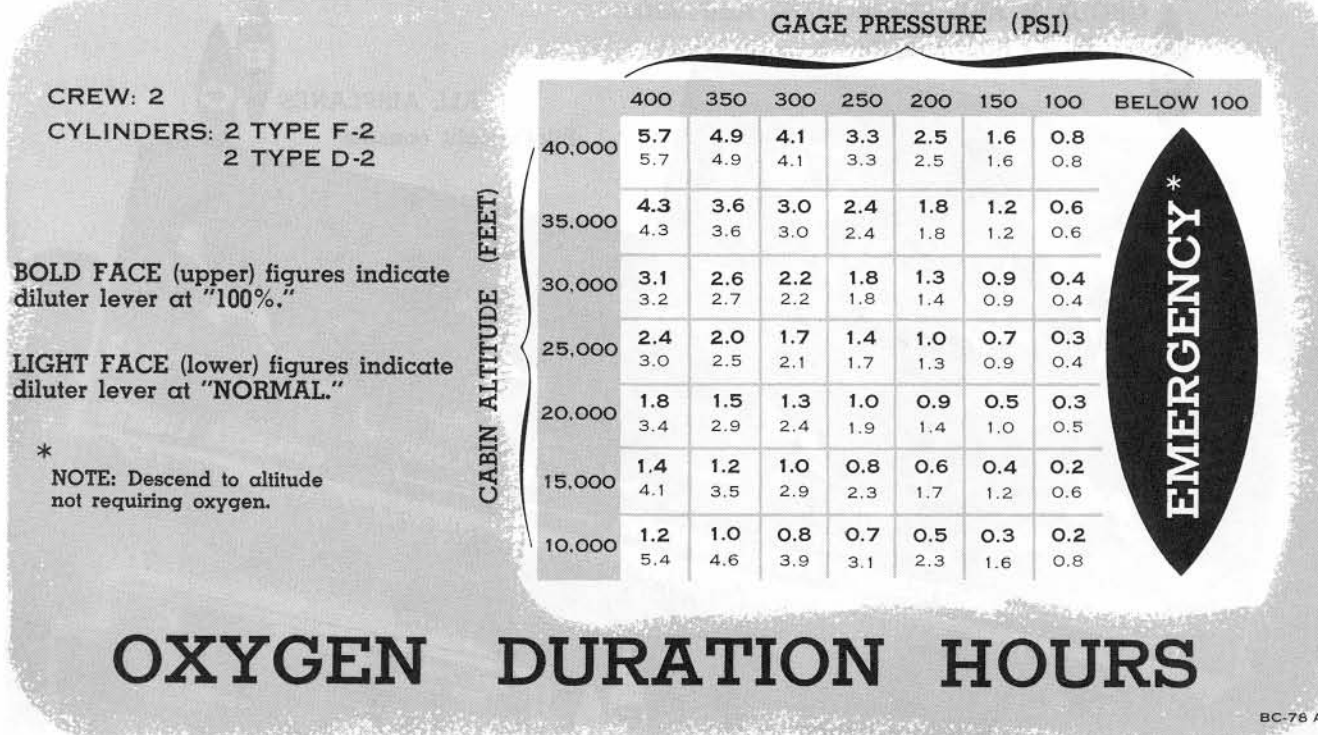 GAGE PRESSURE (PSI)
CREW: 2
CYLINDERS: 2 TYPE F-2
2 TYPE D-2
BOLD FACE (upper) figures indicate
diluter lever at "100%."
LIGHT FACE (lower) figures indicate
diluter lever at "NORMAL."
*
NOTE: Descend to altitude
not requiring oxygen.
CABIN ALTITUDE (FEET)
400 350 300 250 200 150 100 BELOW 100
40,000 5.7 4.9 4.1 3.3 2.5 1.6 0.8
5.7 4.9 4.1 3.3 2.5 1.6 0.8
35,000 4.3 3.6 3.0 2.4 1.8 1.2 0.6
4.3 3.6 3.0 2.4 1.8 1.2 0.6
30,000 3.1 2.6 2.2 1.8 1.3 0.9 0.4
3.2 2.7 2.2 1.8 1.4 0.9 0.4
25,000 2.4 2.0 1.7 1.4 1.0 0.7 0.3
3.0 2.5 2.1 1.7 1.3 0.9 0.4
20,000 1.8 1.5 1.3 1.0 0.9 0.5 0.3
3.4 2.9 2.4 1.9 1.4 1.0 0.5
15,000 1.4 1.2 1.0 0.8 0.6 0.4 0.2
4.1 3.5 2.9 2.3 1.7 1.2 0.6
10,000 1.2 1.0 0.8 0.7 0.5 0.3 0.2
5.4 4.6 3.9 3.1 2.3 1.6 0.8
EMERGENCY *
OXYGEN DURATION HOURS
BC-78 A